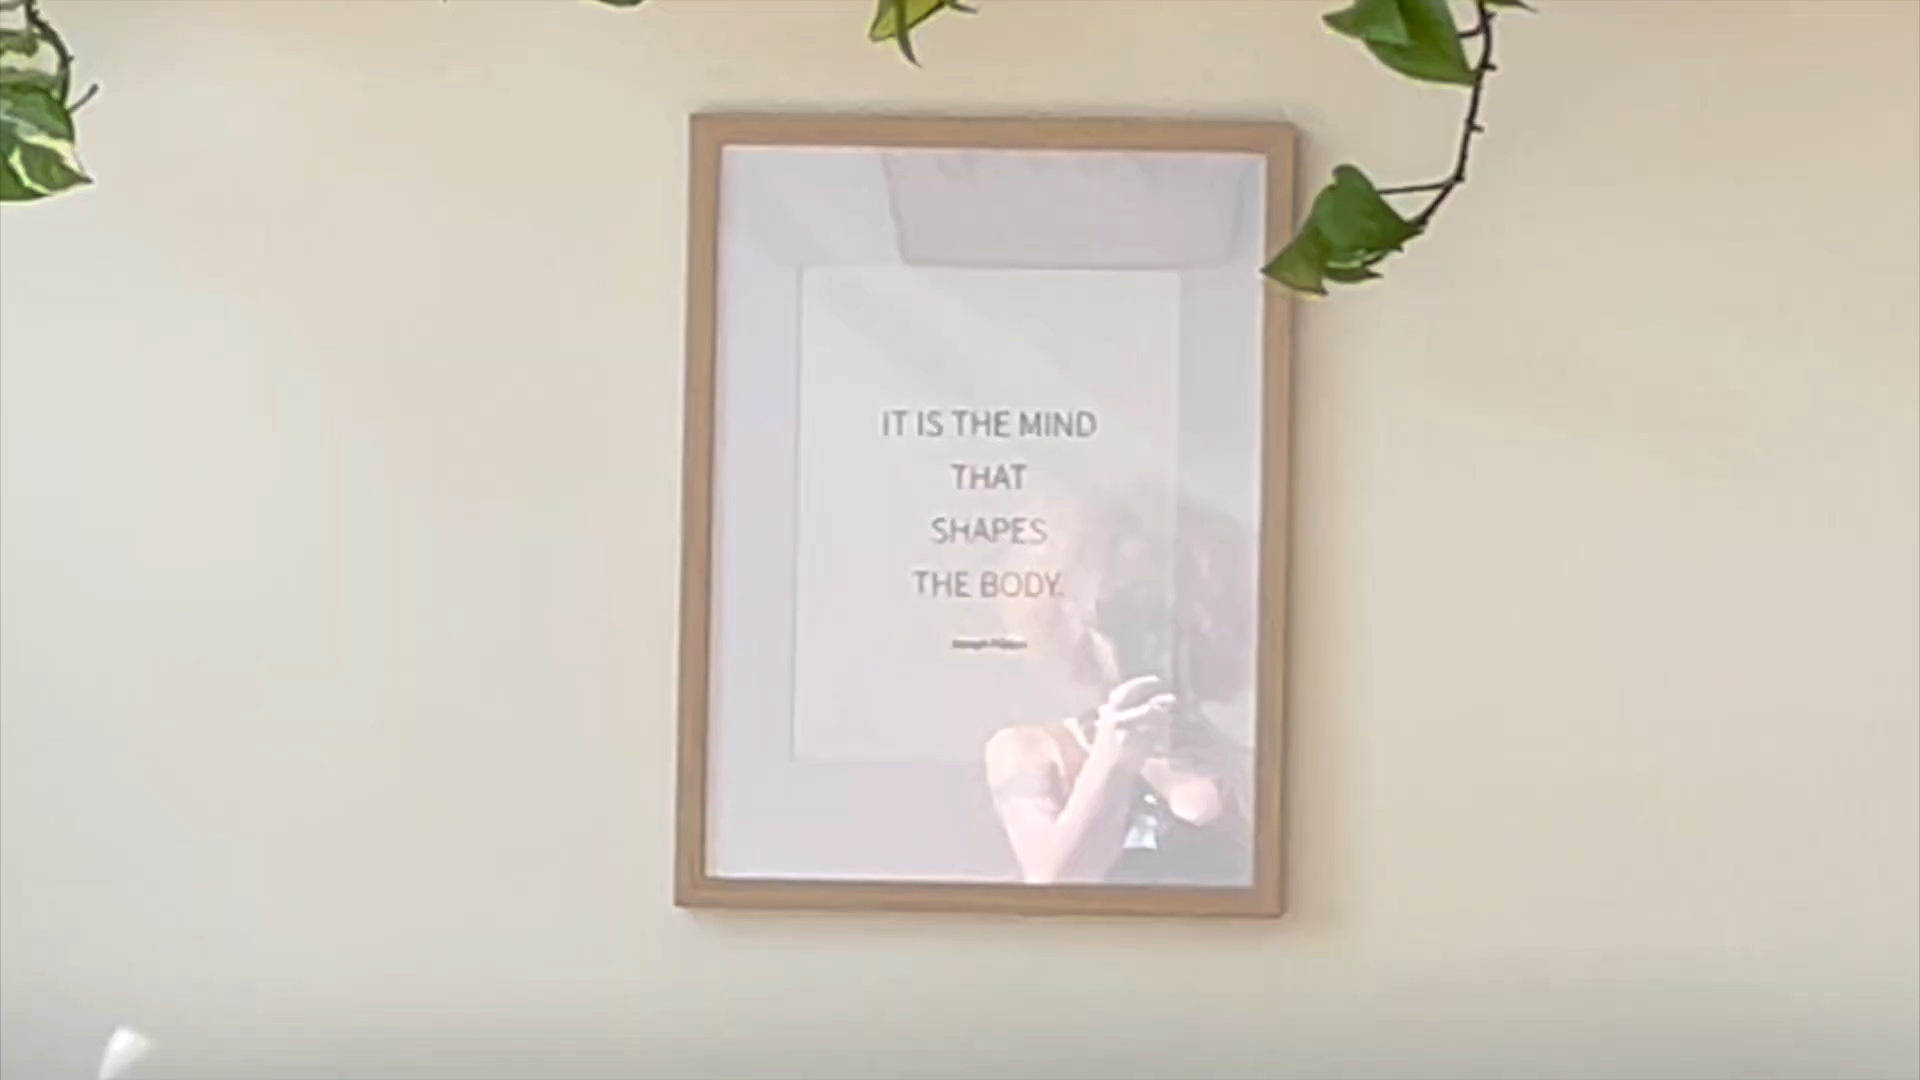 IT IS THE MIND
THAT
SHAPES
THE BODY.